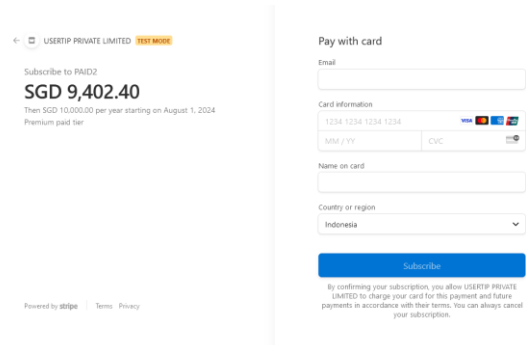 USERTIP PRIVATE LIMITED TEST MODE
Subscribe to PAID2
SGD 9,402.40
Then SGD 10,000.00 per year starting on August 1, 2024
Premium paid tier
Powered by stripe Terms Privacy
Pay with card
Email
Card information
1234 1234 1234 1234 VISA
MM / YY CVC
Name on card
Country or region
Indonesia
Subscribe
By confirming your subscription, you allow USERTIP PRIVATE
LIMITED to charge your card for this payment and future
payments in accordance with their terms. You can always cancel
your subscription.